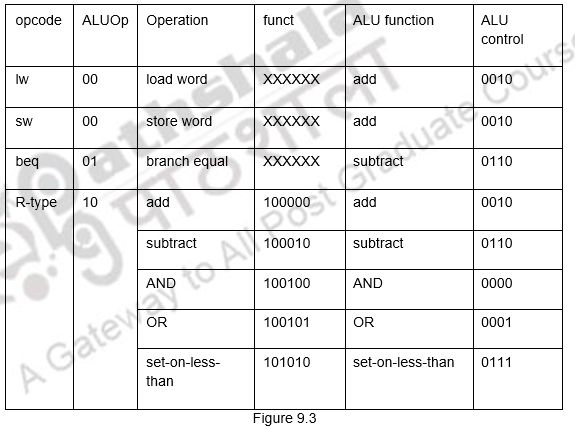 opcode ALUOp Operation funct ALU function ALU
control
lw 00 load word XXXXXX add 0010
sw 00 store word XXXXXX add 0010
beq 01 branch equal XXXXXX subtract 0110
R-type 10 add 100000 add 0010
subtract 100010 subtract 0110
AND 100100 AND 0000
OR 100101 OR 0001
set-on-less- 101010 set-on-less-than 0111
than
Figure 9.3
athshala
पाठशाला
A Gateway to All Post Graduate Course